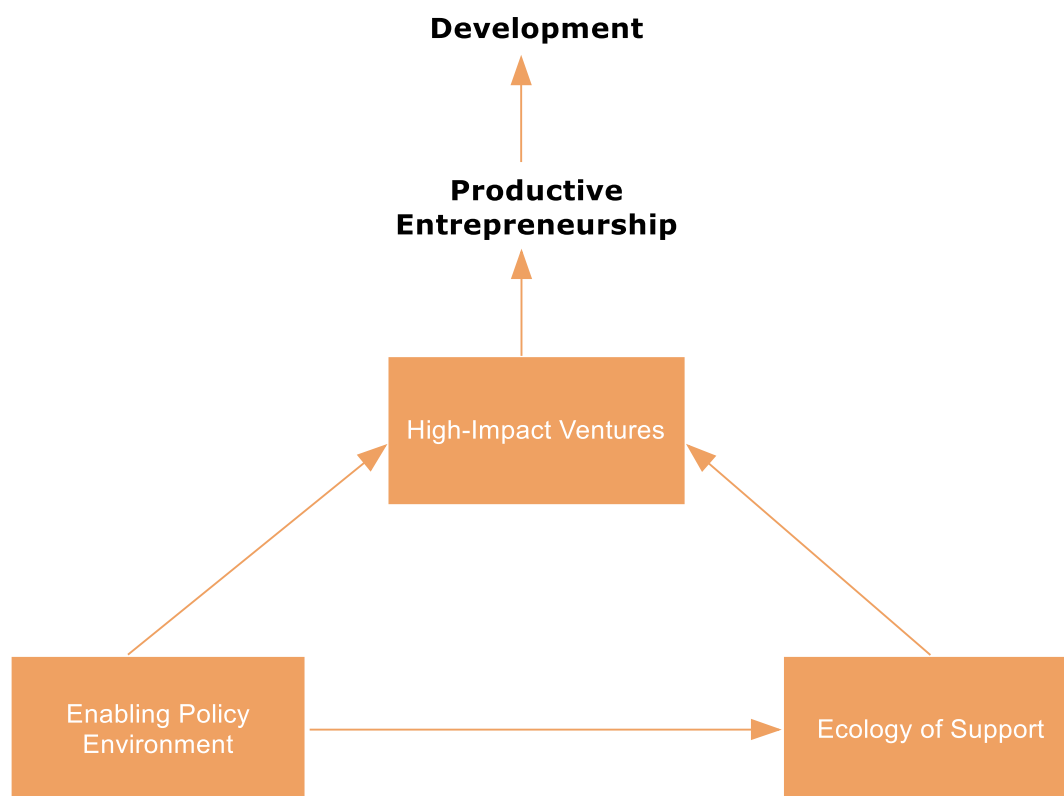 Development
Productive
Entrepreneurship
High-Impact Ventures
Enabling Policy
Environment
Ecology of Support